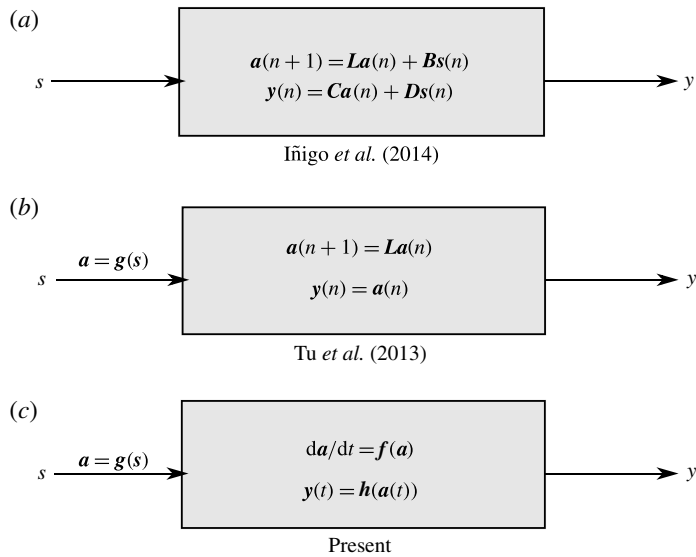 (a)
s
a(n + 1) = La(n) + Bs(n)
y(n) = Ca(n) + Ds(n)
y
Iñigo et al. (2014)
(b)
a = g(s)
s
a(n + 1) = La(n)
y(n) = a(n)
y
Tu et al. (2013)
(c)
a = g(s)
s
da/dt = f(a)
y(t) = h(a(t))
y
Present